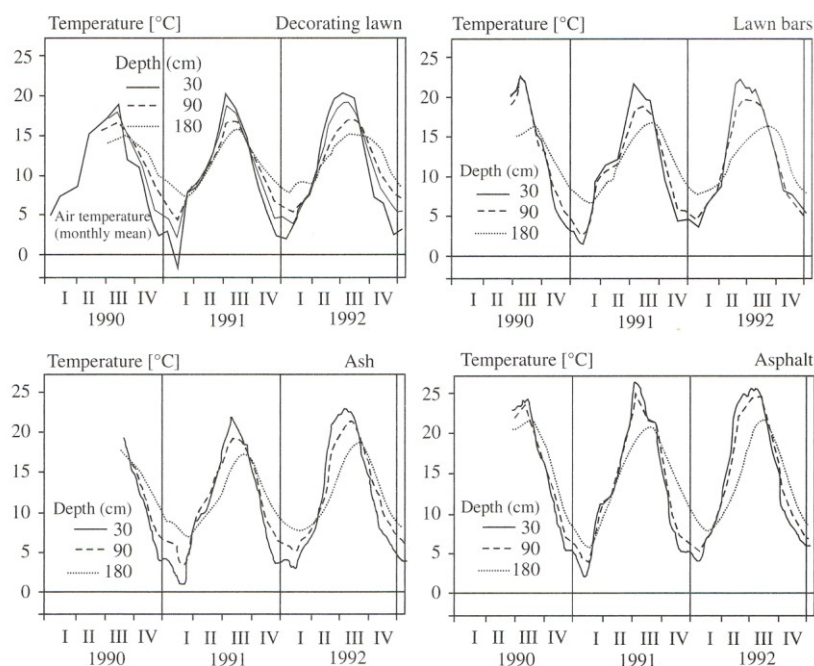 Temperature [°C] Decorating lawn
Depth (cm)
30
90
180
25
20
15
10
5
0
Air temperature
(monthly mean)
I II III IV I II III IV I II III IV
1990 1991 1992
Temperature [°C] Lawn bars
25
20
15
10
5
0
Depth (cm)
30
90
180
I II III IV I II III IV I II III IV
1990 1991 1992
Temperature [°C] Ash
25
20
15
10
5
0
Depth (cm)
30
90
180
I II III IV I II III IV I II III IV
1990 1991 1992
Temperature [°C] Asphalt
25
20
15
10
5
0
Depth (cm)
30
90
180
I II III IV I II III IV I II III IV
1990 1991 1992